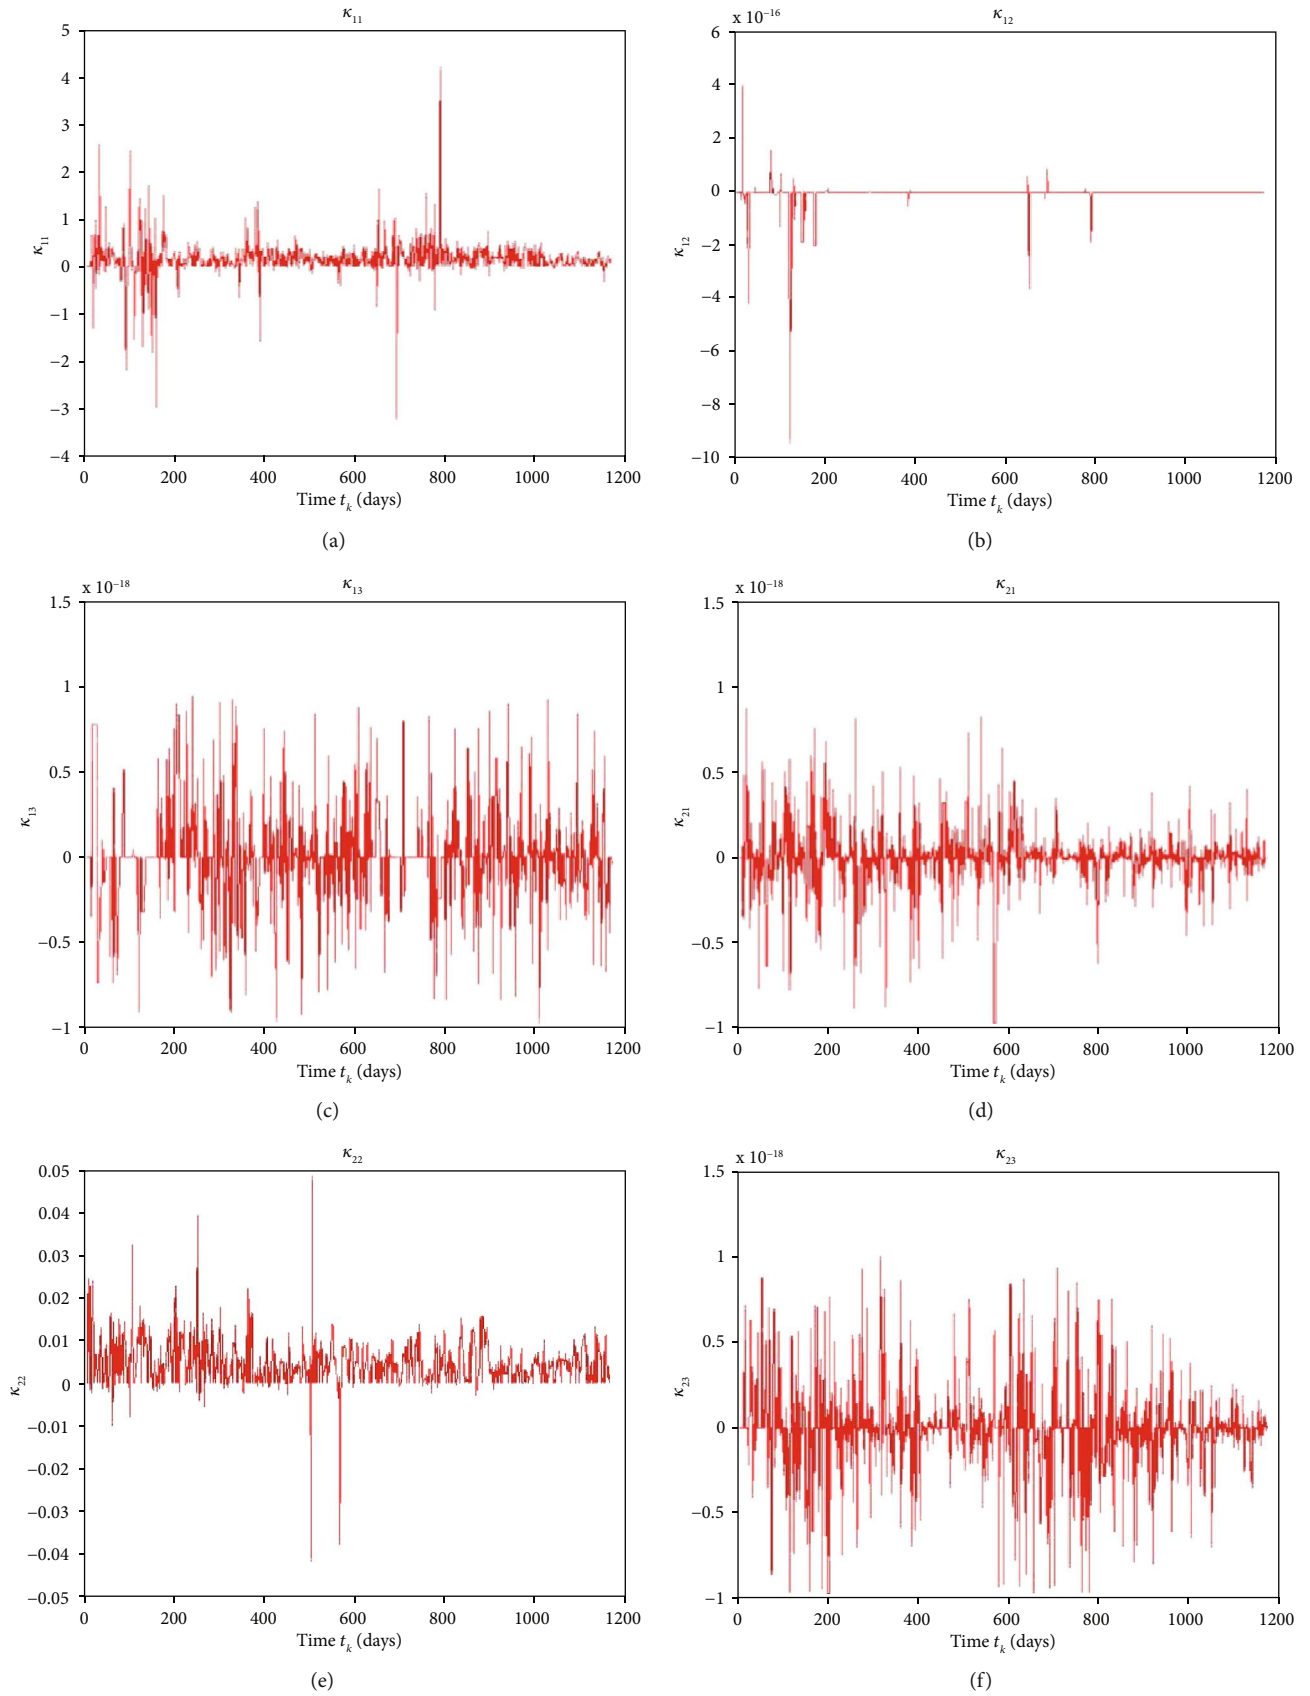 κ11
5
4
3
2
1
0
−1
−2
−3
−4
κ11
0 200 400 600 800 1000 1200
Time tk (days)
(a)
x 10−16
κ12
6
4
2
0
−2
−4
−6
−8
−10
κ12
0 200 400 600 800 1000 1200
Time tk (days)
(b)
x 10−18
κ13
1.5
1
0.5
0
−0.5
−1
κ13
0 200 400 600 800 1000 1200
Time tk (days)
(c)
x 10−18
κ21
1.5
1
0.5
0
−0.5
−1
κ21
0 200 400 600 800 1000 1200
Time tk (days)
(d)
κ22
0.05
0.04
0.03
0.02
0.01
0
−0.01
−0.02
−0.03
−0.04
−0.05
κ22
0 200 400 600 800 1000 1200
Time tk (days)
(e)
x 10−18
κ23
1.5
1
0.5
0
−0.5
−1
κ23
0 200 400 600 800 1000 1200
Time tk (days)
(f)